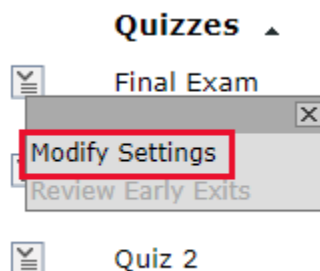 Quizzes
Final Exam
Modify Settings
Review Early Exits
Quiz 2